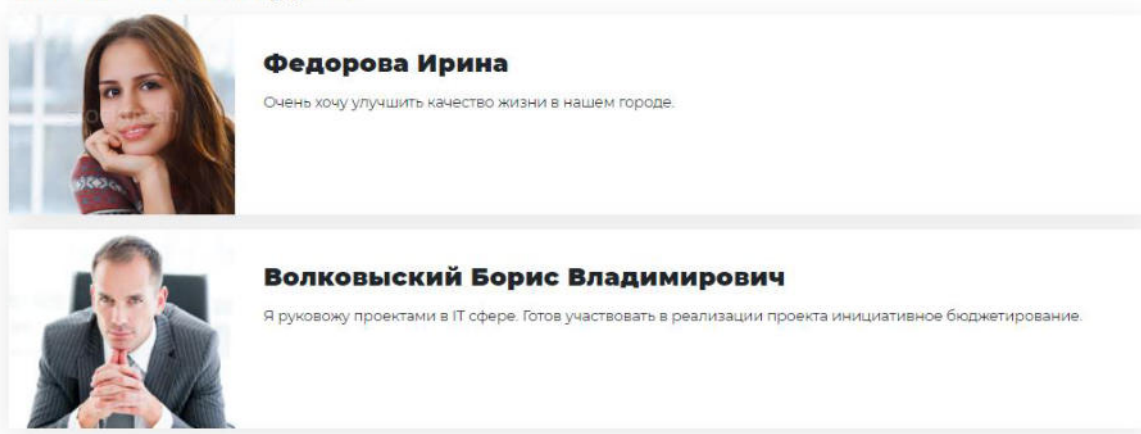 Федорова Ирина
Очень хочу улучшить качество жизни в нашем городе.
Волковыский Борис Владимирович
Я руковожу проектами в IT сфере. Готов участвовать в реализации проекта инициативное бюджетирование.